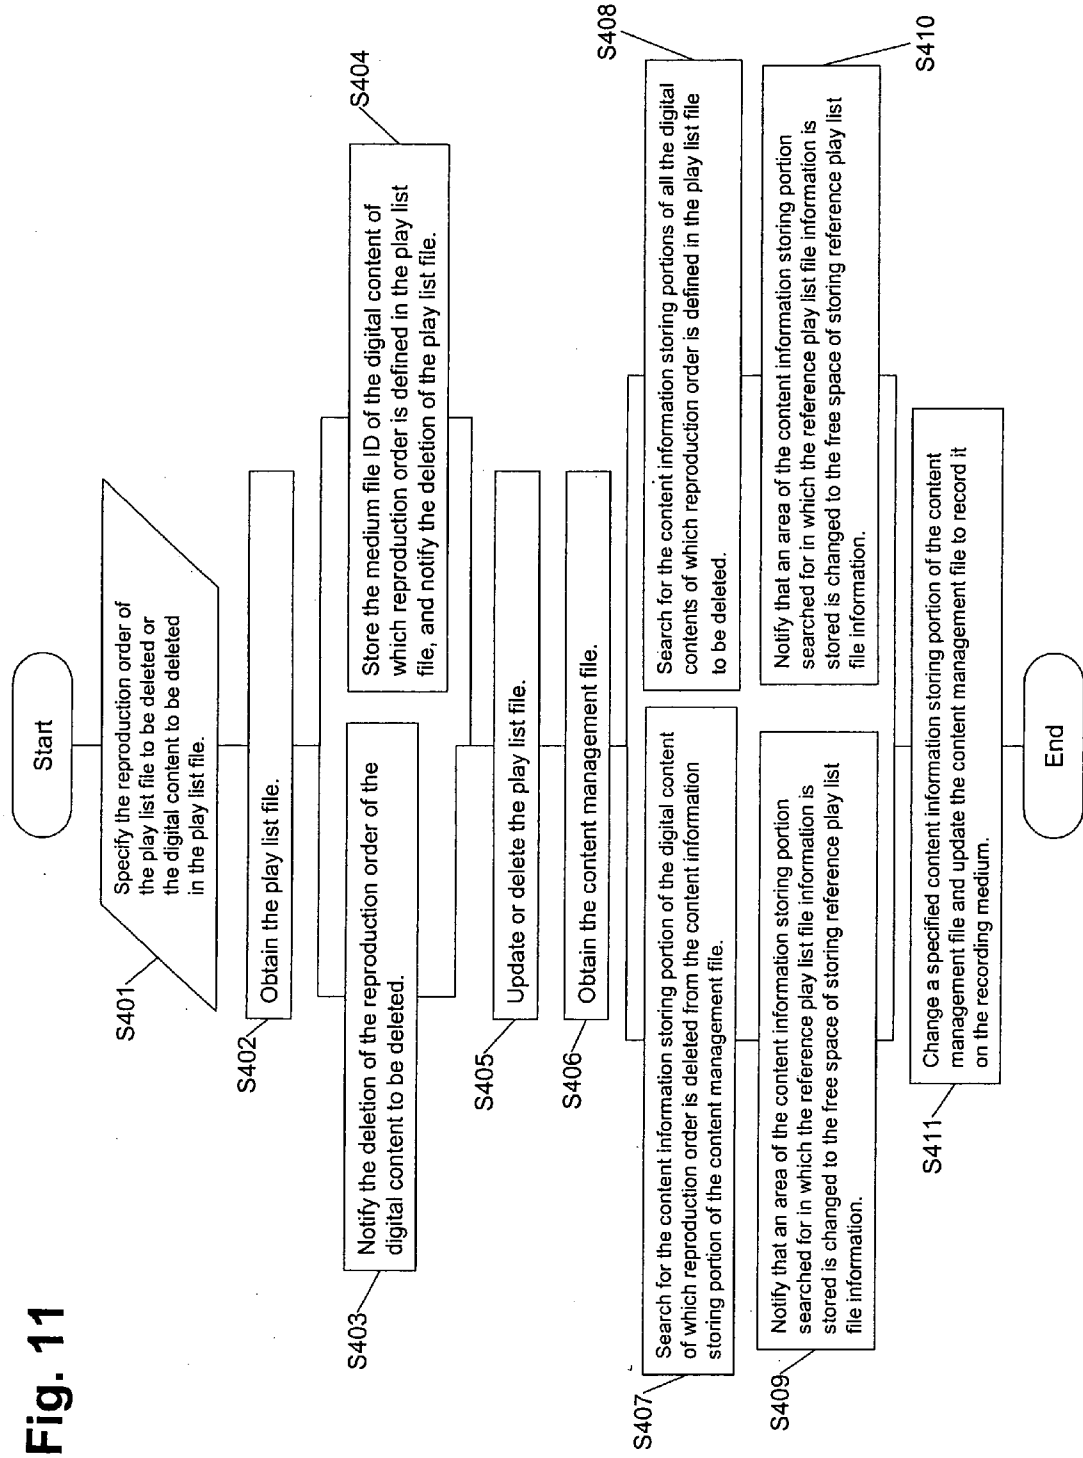 Fig. 11
Start
S401
Specify the reproduction order of
the play list file to be deleted or
the digital content to be deleted
in the play list file.
S402
Obtain the play list file.
S403
Notify the deletion of the reproduction order of the
digital content to be deleted.
S404
Store the medium file ID of the digital content of
which reproduction order is defined in the play list
file, and notify the deletion of the play list file.
S405
Update or delete the play list file.
S406
Obtain the content management file.
S407
Search for the content information storing portion of the digital content
of which reproduction order is deleted from the content information
storing portion of the content management file.
S408
Search for the content information storing portions of all the digital
contents of which reproduction order is defined in the play list file
to be deleted.
S409
Notify that an area of the content information storing portion
searched for in which the reference play list file information is
stored is changed to the free space of storing reference play list
file information.
S410
Notify that an area of the content information storing portion
searched for in which the reference play list file information is
stored is changed to the free space of storing reference play list
file information.
S411
Change a specified content information storing portion of the content
management file and update the content management file to record it
on the recording medium.
End